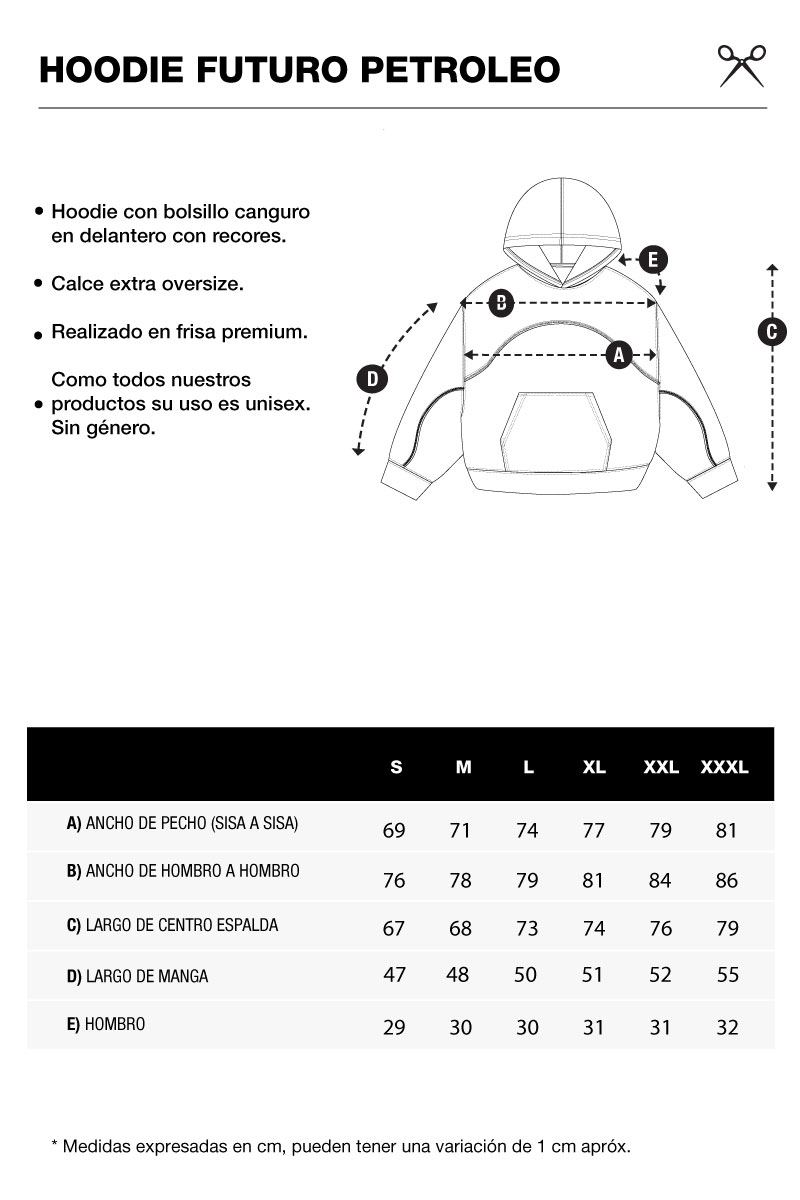 HOODIE FUTURO PETROLEO
• Hoodie con bolsillo canguro
en delantero con recores.
• Calce extra oversize.
• Realizado en frisa premium.
Como todos nuestros
• productos su uso es unisex.
Sin género.
E
B
C
A
D
S M L XL XXL XXXL
A) ANCHO DE PECHO (SISA A SISA) 69 71 74 77 79 81
B) ANCHO DE HOMBRO A HOMBRO 76 78 79 81 84 86
C) LARGO DE CENTRO ESPALDA 67 68 73 74 76 79
D) LARGO DE MANGA 47 48 50 51 52 55
E) HOMBRO 29 30 30 31 31 32
* Medidas expresadas en cm, pueden tener una variación de 1 cm apróx.